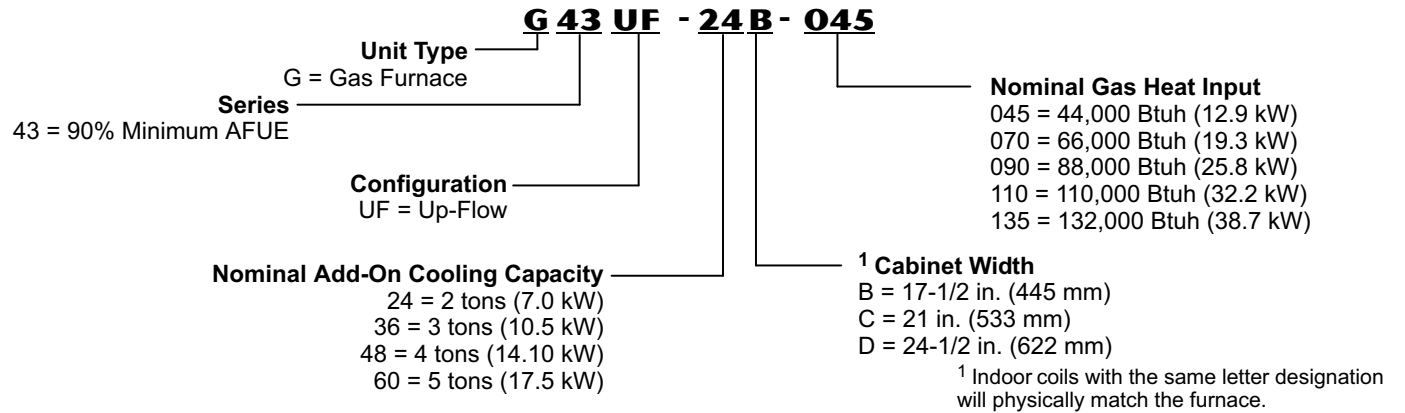 G 43 UF - 24 B - 045
Unit Type
G = Gas Furnace
Series
43 = 90% Minimum AFUE
Configuration
UF = Up-Flow
Nominal Add-On Cooling Capacity
24 = 2 tons (7.0 kW)
36 = 3 tons (10.5 kW)
48 = 4 tons (14.10 kW)
60 = 5 tons (17.5 kW)
Nominal Gas Heat Input
045 = 44,000 Btuh (12.9 kW)
070 = 66,000 Btuh (19.3 kW)
090 = 88,000 Btuh (25.8 kW)
110 = 110,000 Btuh (32.2 kW)
135 = 132,000 Btuh (38.7 kW)
1 Cabinet Width
B = 17-1/2 in. (445 mm)
C = 21 in. (533 mm)
D = 24-1/2 in. (622 mm)
1 Indoor coils with the same letter designation
will physically match the furnace.